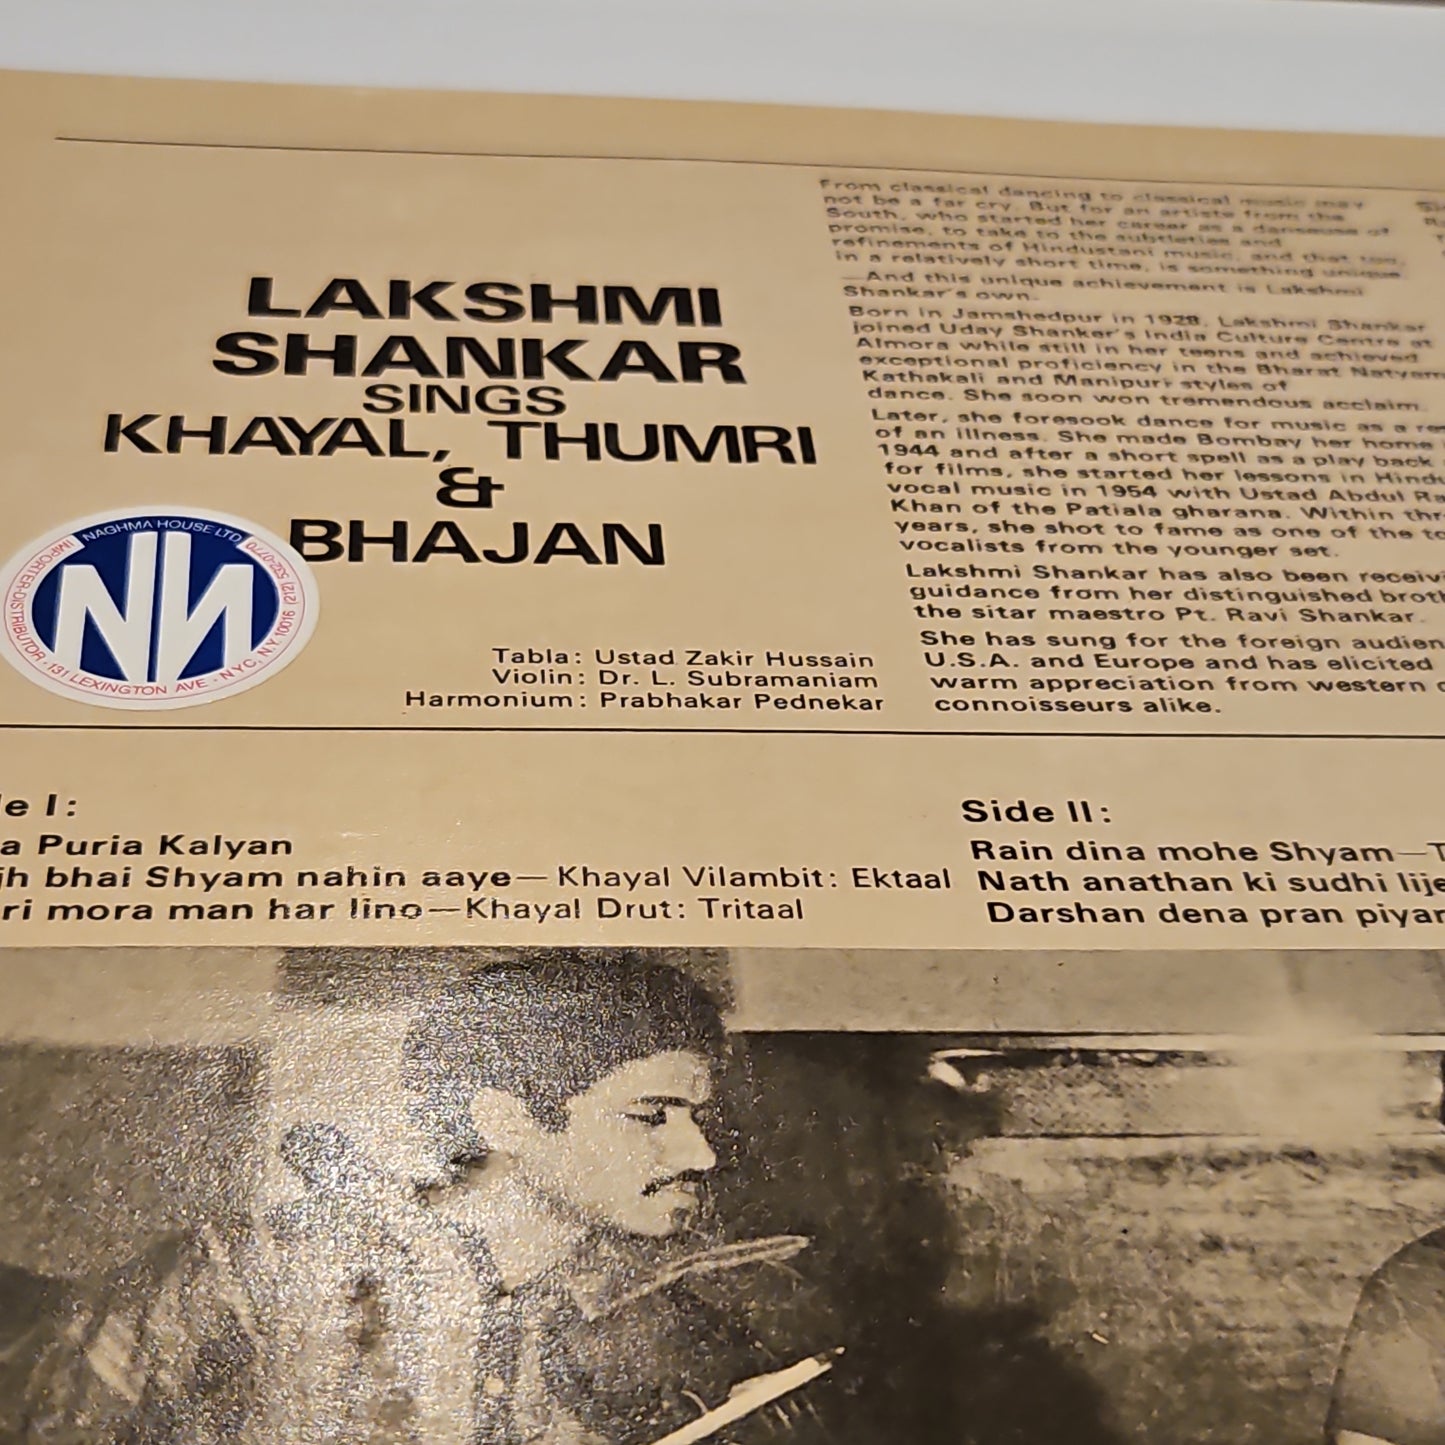 LAKSHMI
SHANKAR
SINGS
KHAYAL, THUMRI
&
BHAJAN
NAGHMA HOUSE LTD
IMPORTER-DISTRIBUTOR · 131 LEXINGTON AVE · NYC, N.Y. 10016 (212) 532-0770
NN
Tabla: Ustad Zakir Hussain
Violin: Dr. L. Subramaniam
Harmonium: Prabhakar Pednekar
From classical dancing to classical music may
not be a far cry. But for an artiste from the
South, who started her career as a danseuse of
promise, to take to the subtleties and
refinements of Hindustani music, and that too,
in a relatively short time, is something unique
—And this unique achievement is Lakshmi
Shankar's own.
Born in Jamshedpur in 1928, Lakshmi Shankar
joined Uday Shanker's India Culture Centre at
Almora while still in her teens and achieved
exceptional proficiency in the Bharat Natyam
Kathakali and Manipuri styles of
dance. She soon won tremendous acclaim.
Later, she foresook dance for music as a
of an illness. She made Bombay her home
1944 and after a short spell as a play back
for films, she started her lessons in
vocal music in 1954 with Ustad Abdul
Khan of the Patiala gharana. Within
years, she shot to fame as one of the
vocalists from the younger set.
Lakshmi Shankar has also been
guidance from her distinguished
the sitar maestro Pt. Ravi Shankar.
She has sung for the foreign
U.S.A. and Europe and has elicited
warm appreciation from western
connoisseurs alike.
e I:
a Puria Kalyan
jh bhai Shyam nahin aaye—Khayal Vilambit: Ektaal
ri mora man har lino—Khayal Drut: Tritaal
Side II:
Rain dina mohe Shyam—T
Nath anathan ki sudhi lije
Darshan dena pran